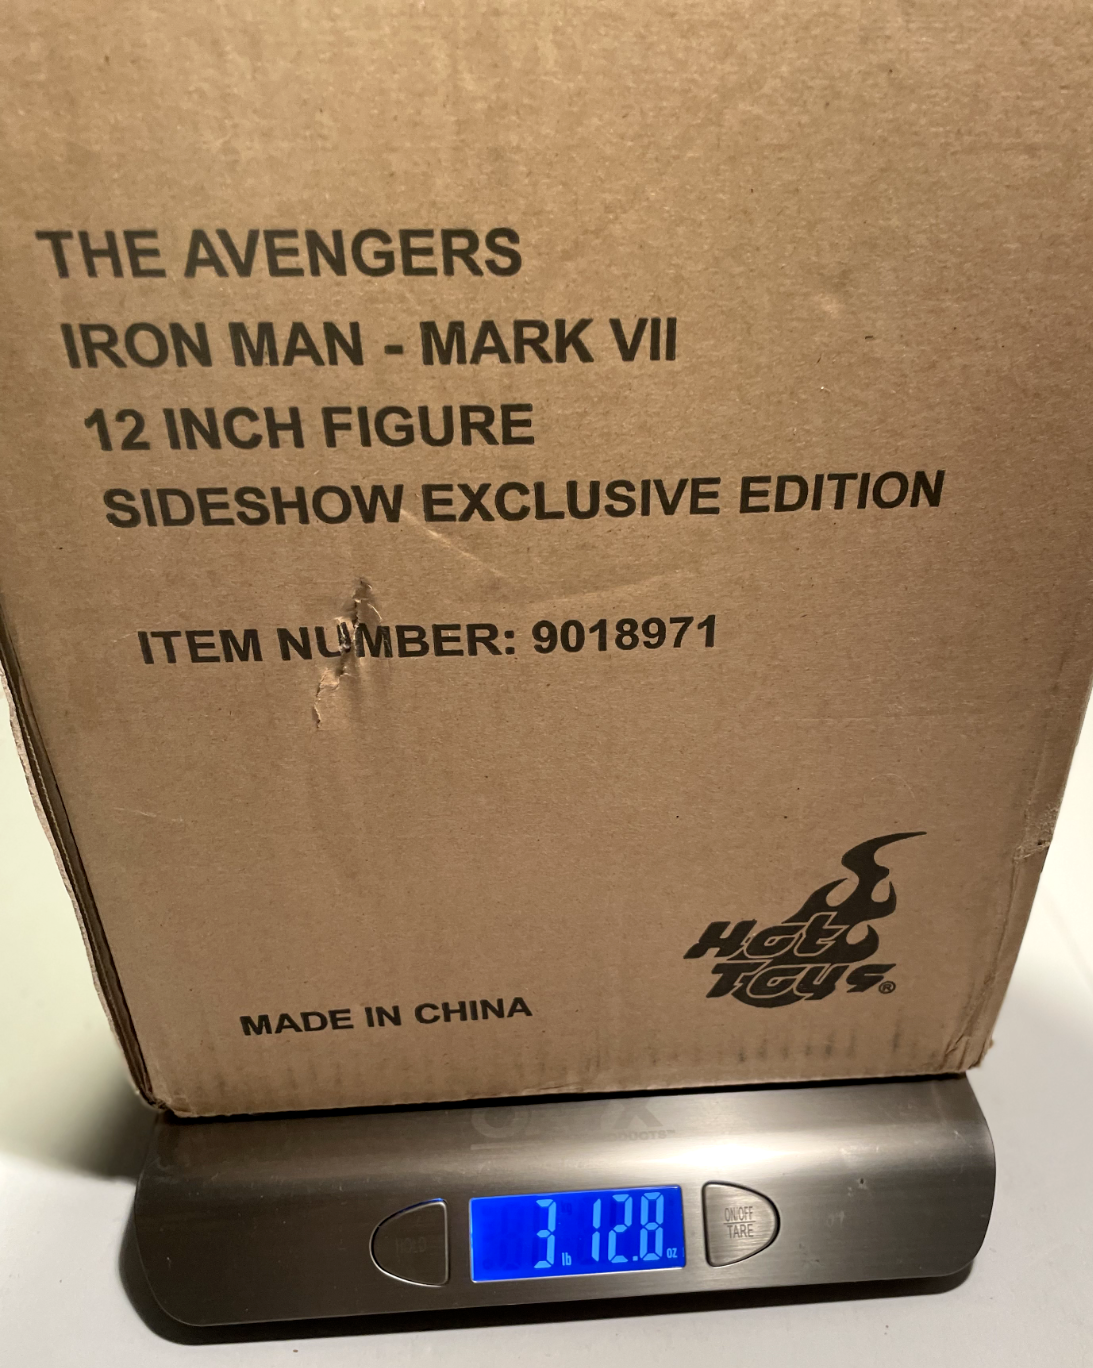 THE AVENGERS
IRON MAN - MARK VII
12 INCH FIGURE
SIDESHOW EXCLUSIVE EDITION
ITEM NUMBER: 9018971
Hot
Toys®
MADE IN CHINA
HOLD
3 lb 12.8 oz
ON/OFF
TARE